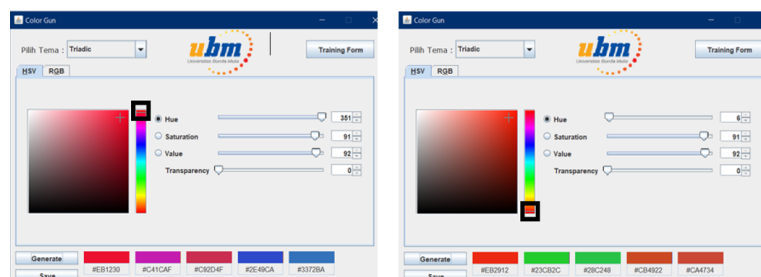 Color Gun
Pilih Tema : Triadic
ubm
Universitas Bunda Mulia
Training Form
HSV RGB
Hue 351
Saturation 91
Value 92
Transparency 0
Generate
#EB1230 #C41CAF #C92D4F #2E49CA #3372BA
Save
Color Gun
Pilih Tema : Triadic
ubm
Universitas Bunda Mulia
Training Form
HSV RGB
Hue 6
Saturation 91
Value 92
Transparency 0
Generate
#EB2912 #23CB2C #28C248 #CB4922 #CA4734
Save